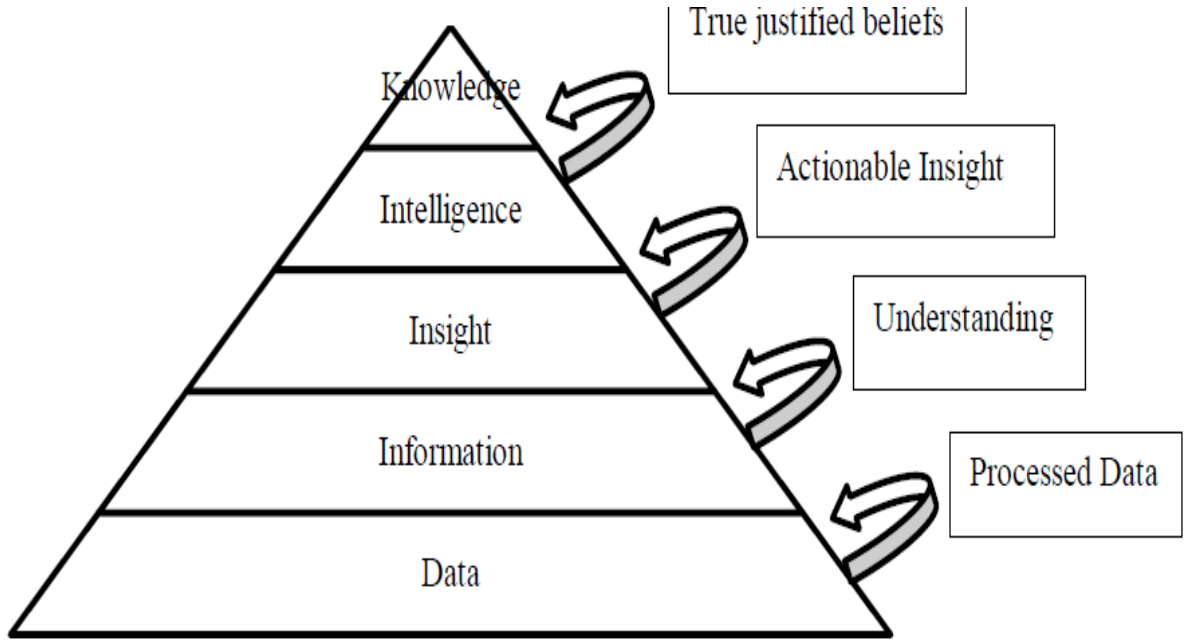 True justified beliefs
Knowledge
Actionable Insight
Intelligence
Understanding
Insight
Information
Processed Data
Data